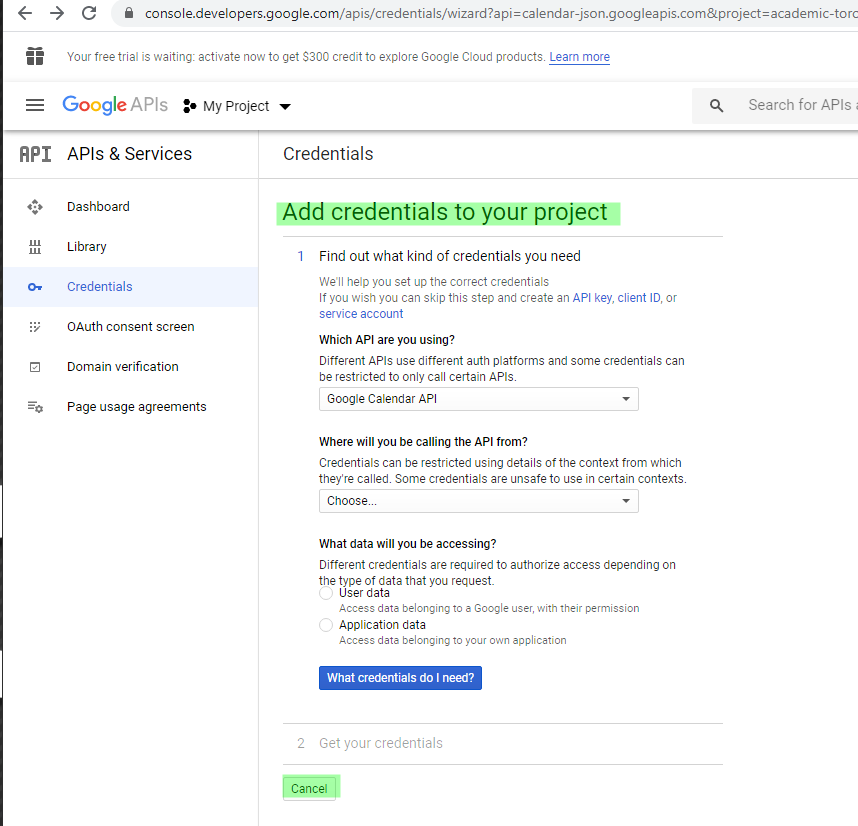 console.developers.google.com/apis/credentials/wizard?api=calendar-json.googleapis.com&project=academic-toro
Your free trial is waiting: activate now to get $300 credit to explore Google Cloud products. Learn more
Google APIs My Project Search for APIs a
API APIs & Services
Credentials
Dashboard
Library
Credentials
OAuth consent screen
Domain verification
Page usage agreements
Add credentials to your project
1 Find out what kind of credentials you need
We'll help you set up the correct credentials
If you wish you can skip this step and create an API key, client ID, or
service account
Which API are you using?
Different APIs use different auth platforms and some credentials can
be restricted to only call certain APIs.
Google Calendar API
Where will you be calling the API from?
Credentials can be restricted using details of the context from which
they're called. Some credentials are unsafe to use in certain contexts.
Choose...
What data will you be accessing?
Different credentials are required to authorize access depending on
the type of data that you request.
User data
Access data belonging to a Google user, with their permission
Application data
Access data belonging to your own application
What credentials do I need?
2 Get your credentials
Cancel